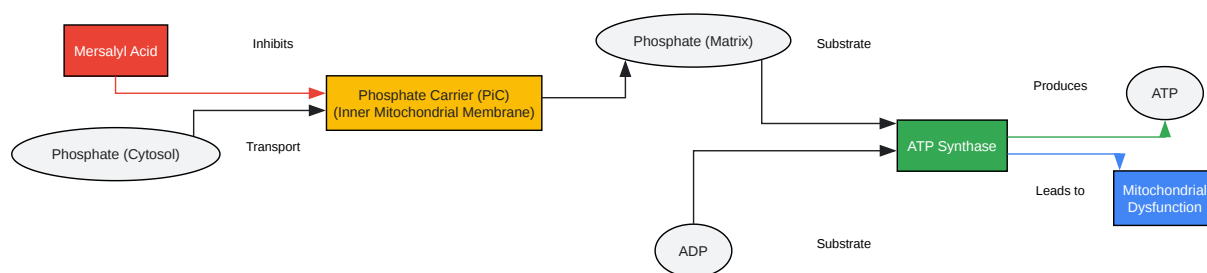 Mersalyl Acid
Inhibits
Phosphate (Cytosol)
Transport
Phosphate Carrier (PiC)
(Inner Mitochondrial Membrane)
Phosphate (Matrix)
Substrate
ADP
Substrate
ATP Synthase
Produces
ATP
Leads to
Mitochondrial
Dysfunction